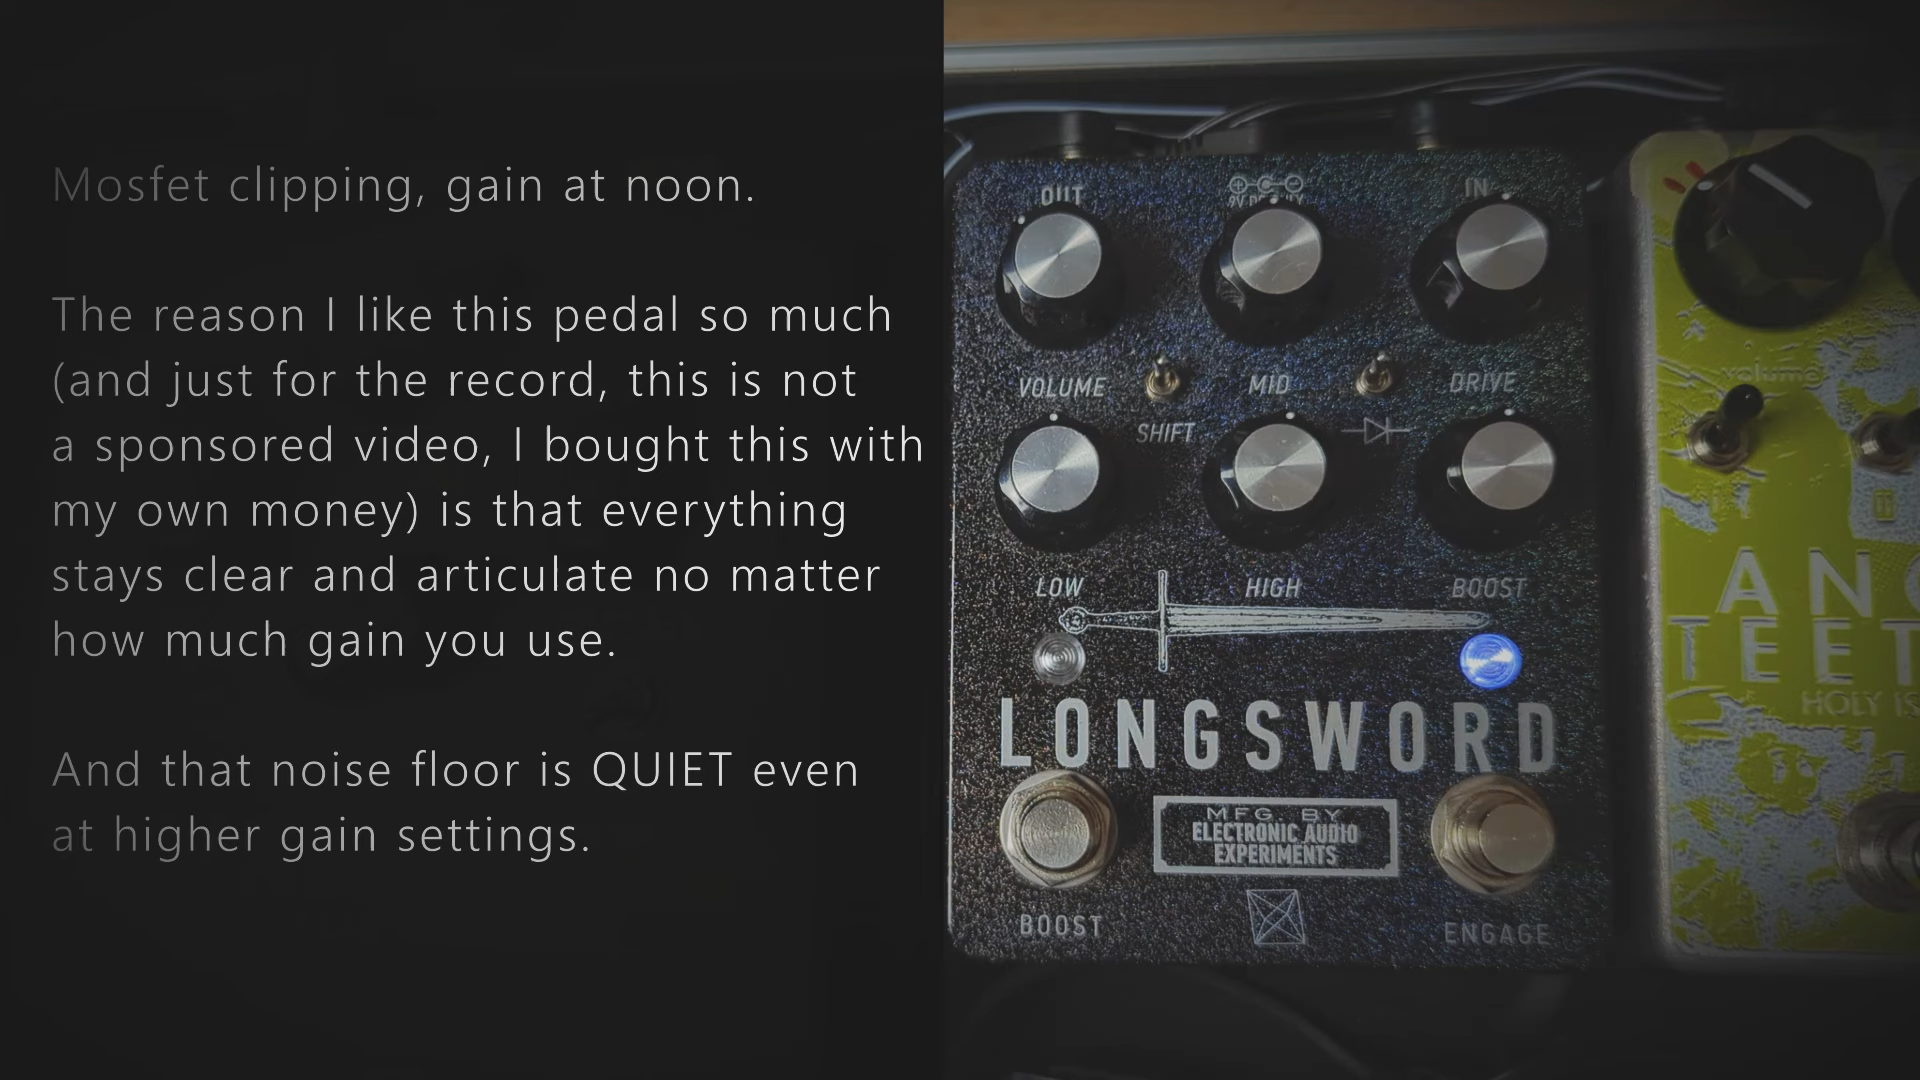 Mosfet clipping, gain at noon.
The reason I like this pedal so much
(and just for the record, this is not
a sponsored video, I bought this with
my own money) is that everything
stays clear and articulate no matter
how much gain you use.
And that noise floor is QUIET even
at higher gain settings.
OUT
IN
VOLUME
MID
DRIVE
SHIFT
LOW
HIGH
BOOST
LONGSWORD
MFG. BY
ELECTRONIC AUDIO
EXPERIMENTS
BOOST
ENGAGE
volume
TEET
HOLY IS